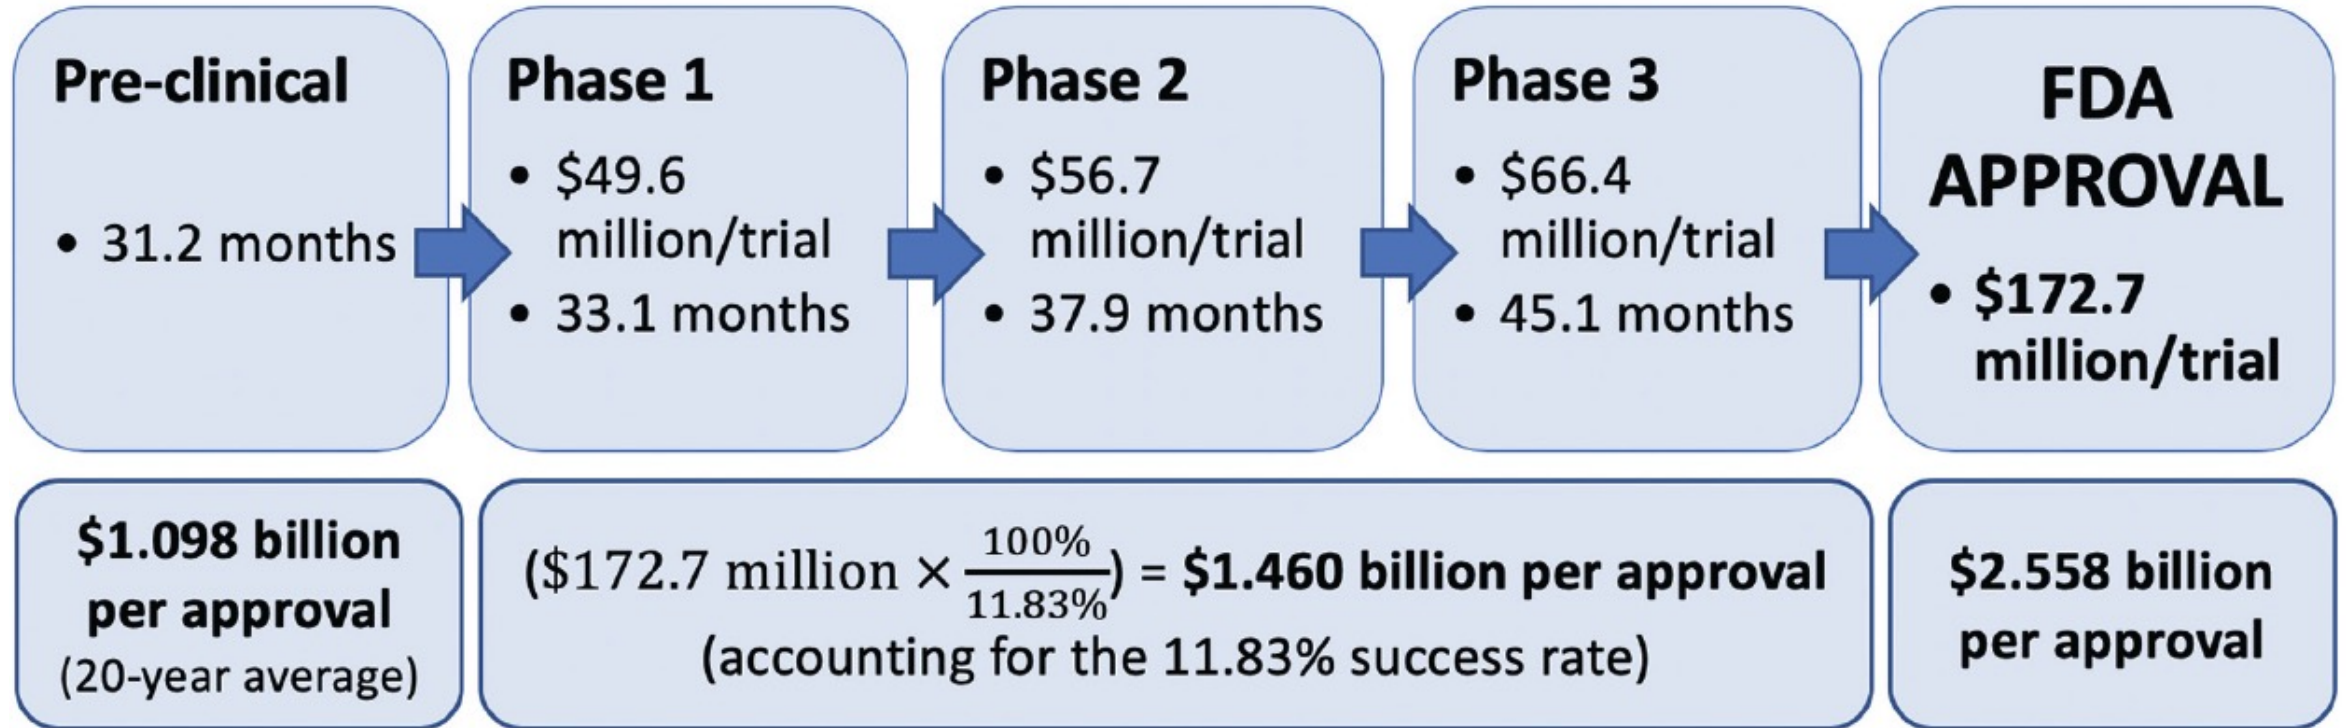 Pre-clinical
• 31.2 months
Phase 1
• $49.6
million/trial
• 33.1 months
Phase 2
• $56.7
million/trial
• 37.9 months
Phase 3
• $66.4
million/trial
• 45.1 months
FDA
APPROVAL
• $172.7
million/trial
$1.098 billion
per approval
(20-year average)
($172.7 million × 100%/11.83%) = $1.460 billion per approval
(accounting for the 11.83% success rate)
$2.558 billion
per approval